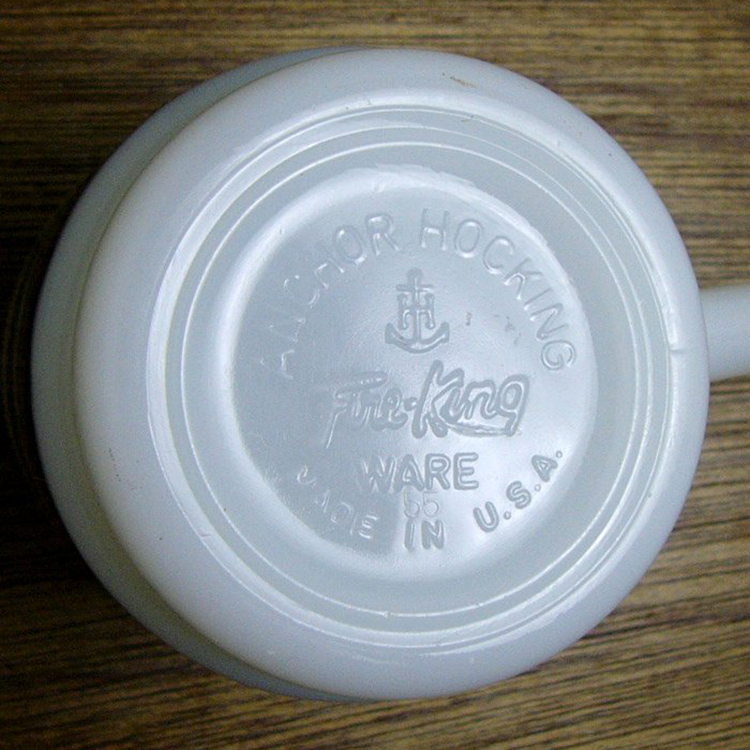 ANCHOR HOCKING
H
Fire-King
WARE
55
MADE IN U.S.A.